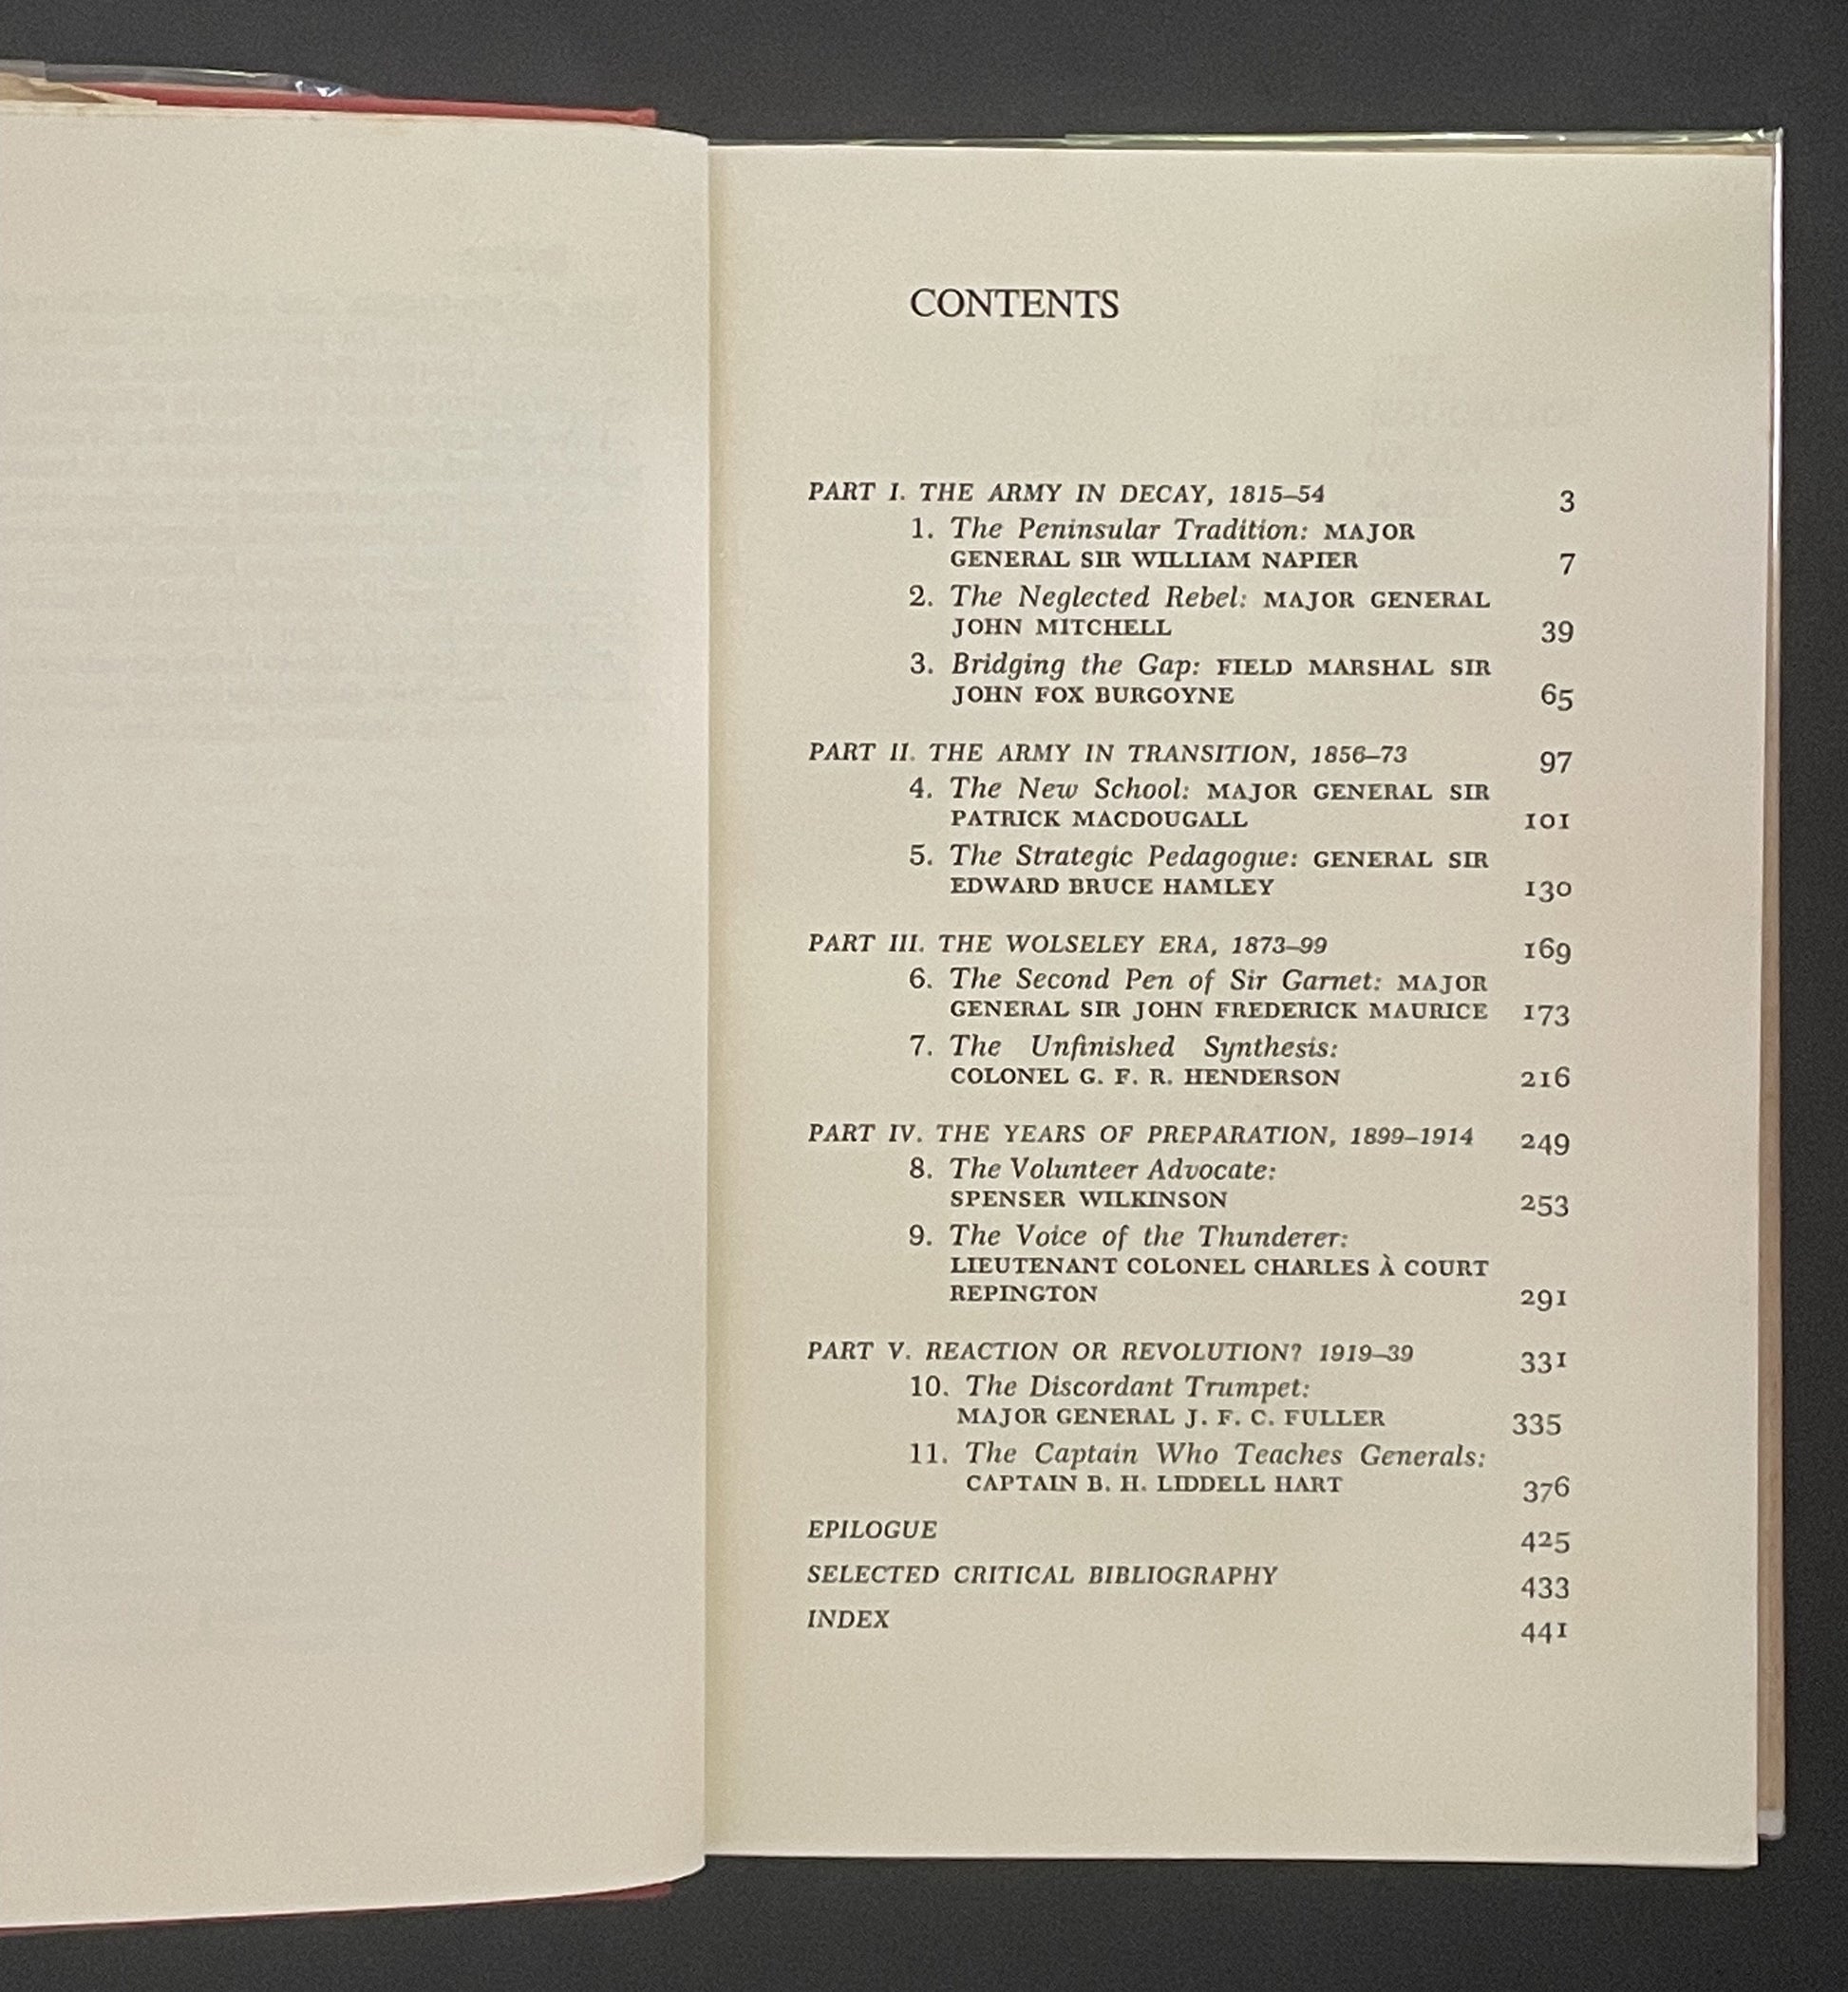 CONTENTS
PART I. THE ARMY IN DECAY, 1815–54 3
1. The Peninsular Tradition: MAJOR
GENERAL SIR WILLIAM NAPIER 7
2. The Neglected Rebel: MAJOR GENERAL
JOHN MITCHELL 39
3. Bridging the Gap: FIELD MARSHAL SIR
JOHN FOX BURGOYNE 65
PART II. THE ARMY IN TRANSITION, 1856–73 97
4. The New School: MAJOR GENERAL SIR
PATRICK MACDOUGALL 101
5. The Strategic Pedagogue: GENERAL SIR
EDWARD BRUCE HAMLEY 130
PART III. THE WOLSELEY ERA, 1873–99 169
6. The Second Pen of Sir Garnet: MAJOR
GENERAL SIR JOHN FREDERICK MAURICE 173
7. The Unfinished Synthesis:
COLONEL G. F. R. HENDERSON 216
PART IV. THE YEARS OF PREPARATION, 1899–1914 249
8. The Volunteer Advocate:
SPENSER WILKINSON 253
9. The Voice of the Thunderer:
LIEUTENANT COLONEL CHARLES À COURT
REPINGTON 291
PART V. REACTION OR REVOLUTION? 1919–39 331
10. The Discordant Trumpet:
MAJOR GENERAL J. F. C. FULLER 335
11. The Captain Who Teaches Generals:
CAPTAIN B. H. LIDDELL HART 376
EPILOGUE 425
SELECTED CRITICAL BIBLIOGRAPHY 433
INDEX 441